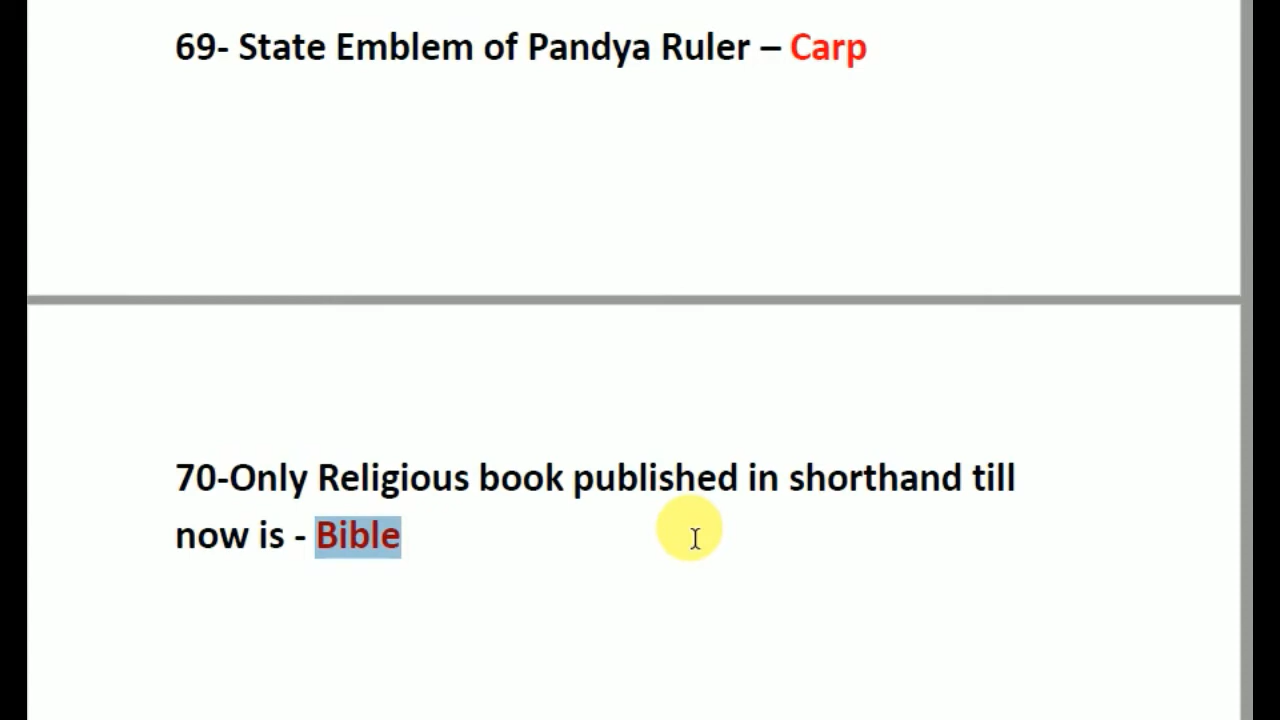 69- State Emblem of Pandya Ruler – Carp
70-Only Religious book published in shorthand till
now is - Bible